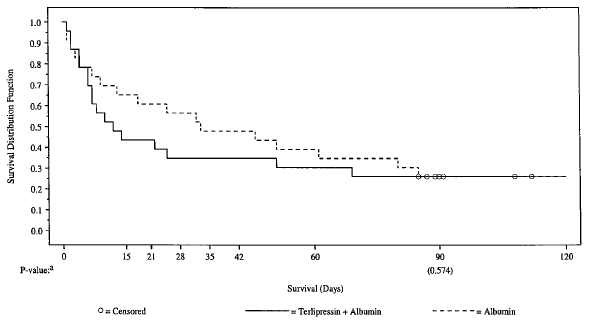 Survival Distribution Function
1.0
0.9
0.8
0.7
0.6
0.5
0.4
0.3
0.2
0.1
0.0
0 15 21 28 35 42 60 90 120
P-value:a (0.574)
Survival (Days)
o = Censored = Terlipressin + Albumin = Albumin